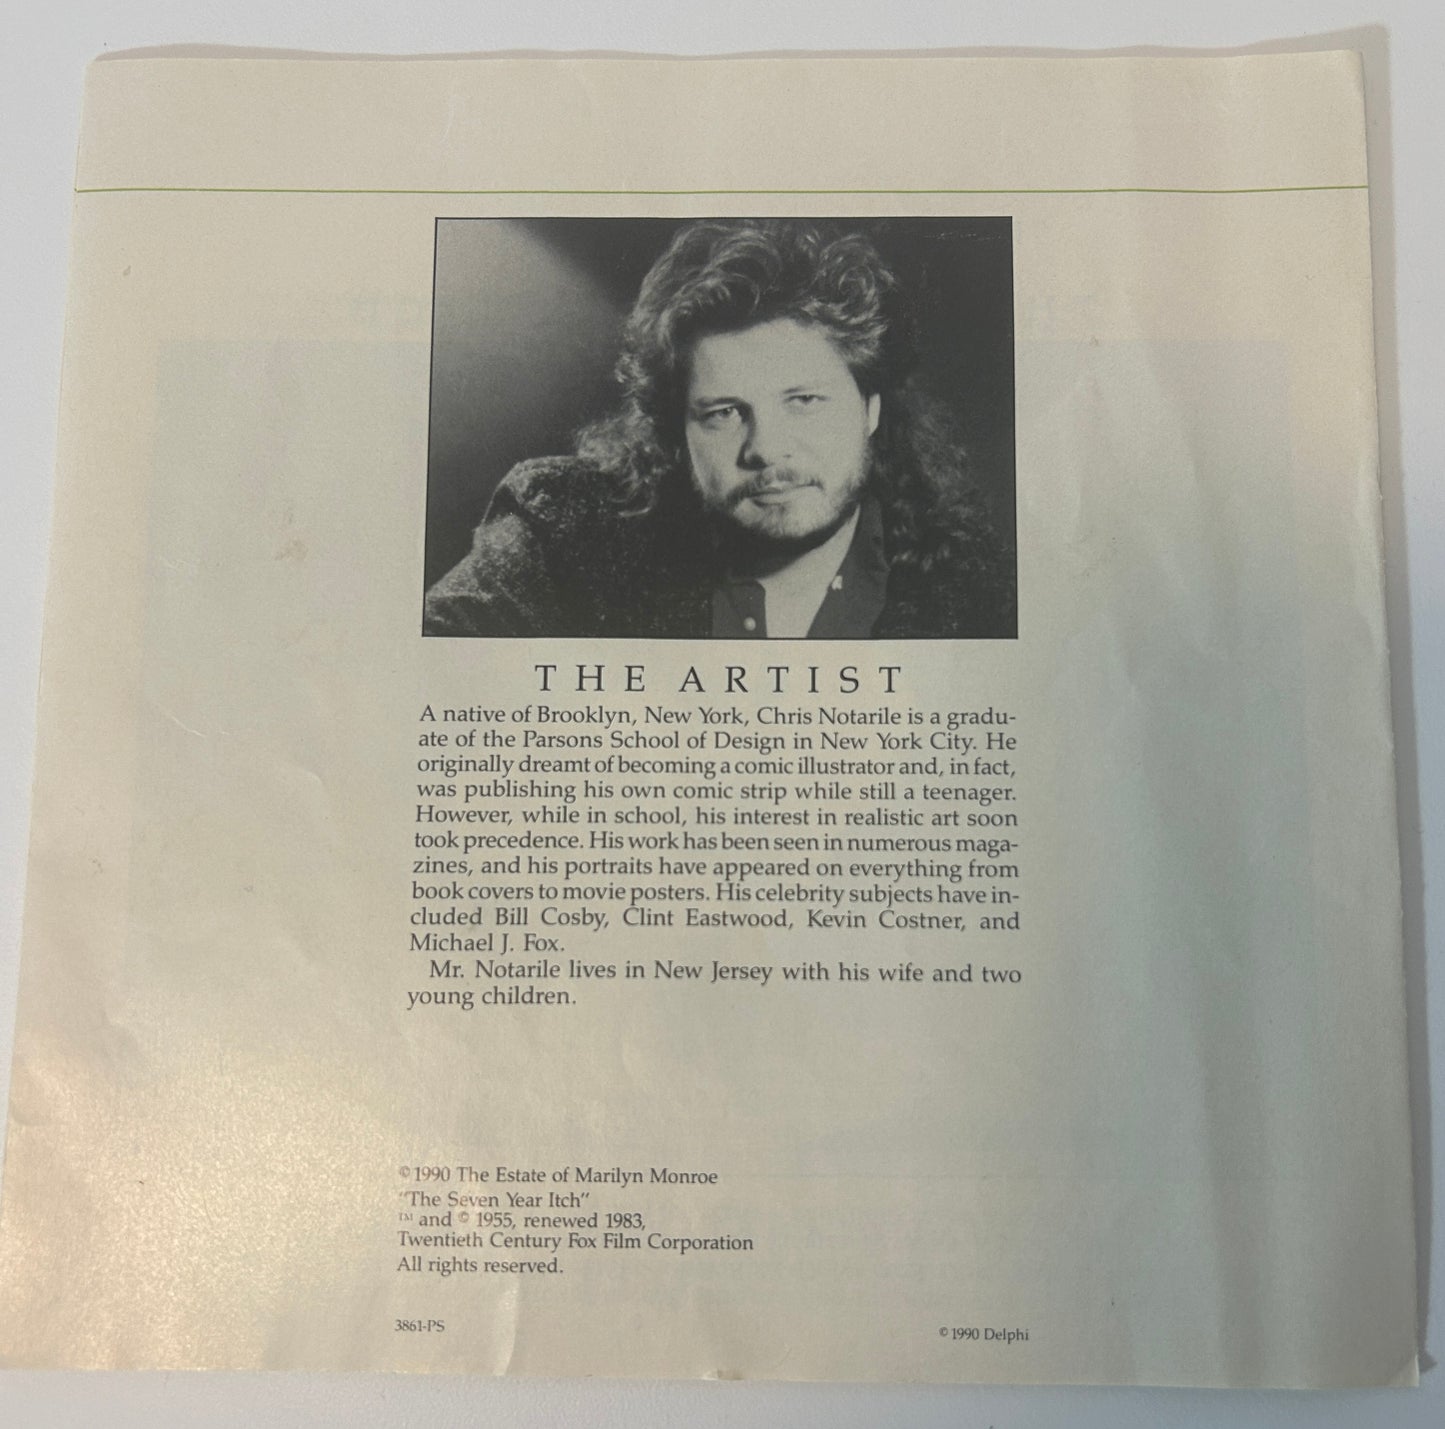 THE ARTIST
A native of Brooklyn, New York, Chris Notarile is a gradu-
ate of the Parsons School of Design in New York City. He
originally dreamt of becoming a comic illustrator and, in fact,
was publishing his own comic strip while still a teenager.
However, while in school, his interest in realistic art soon
took precedence. His work has been seen in numerous maga-
zines, and his portraits have appeared on everything from
book covers to movie posters. His celebrity subjects have in-
cluded Bill Cosby, Clint Eastwood, Kevin Costner, and
Michael J. Fox.
Mr. Notarile lives in New Jersey with his wife and two
young children.
© 1990 The Estate of Marilyn Monroe
"The Seven Year Itch"
™ and © 1955, renewed 1983,
Twentieth Century Fox Film Corporation
All rights reserved.
3861-PS
© 1990 Delphi